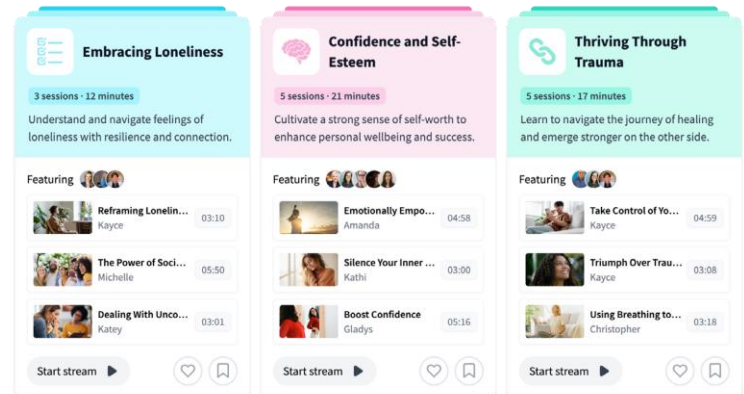 Embracing Loneliness
3 sessions · 12 minutes
Understand and navigate feelings of
loneliness with resilience and connection.
Featuring
Reframing Lonelin...
Kayce
03:10
The Power of Soci...
Michelle
05:50
Dealing With Unco...
Katey
03:01
Start stream
Confidence and Self-
Esteem
5 sessions · 21 minutes
Cultivate a strong sense of self-worth to
enhance personal wellbeing and success.
Featuring
Emotionally Empo...
Amanda
04:58
Silence Your Inner ...
Kathi
03:00
Boost Confidence
Gladys
05:16
Start stream
Thriving Through
Trauma
5 sessions · 17 minutes
Learn to navigate the journey of healing
and emerge stronger on the other side.
Featuring
Take Control of Yo...
Kayce
04:59
Triumph Over Trau...
Kayce
03:08
Using Breathing to...
Christopher
03:18
Start stream